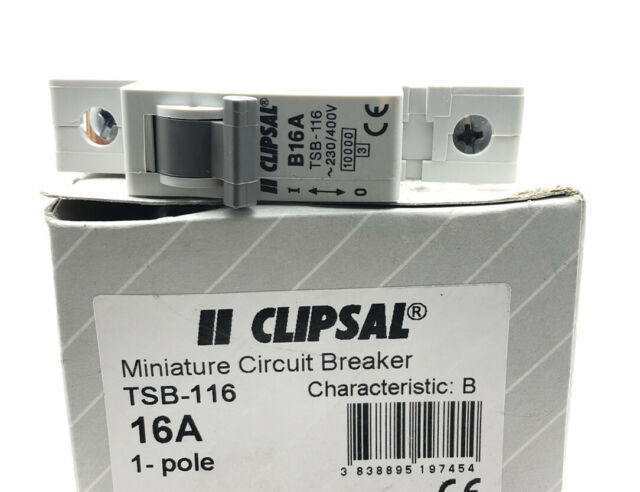 CLIPSAL®
B16A
TSB-116
~230/400V
10000
3
CE
I
O
CLIPSAL®
Miniature Circuit Breaker
TSB-116 Characteristic: B
16A
1- pole
3 838895 197454
CE